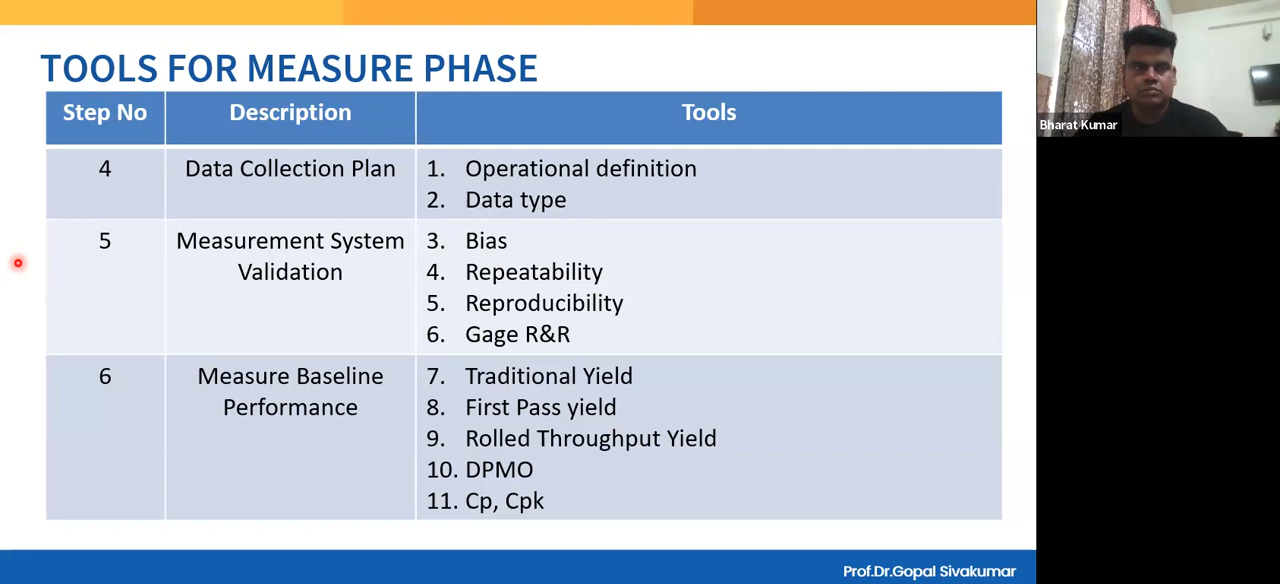 TOOLS FOR MEASURE PHASE
Step No Description Tools
4 Data Collection Plan
1. Operational definition
2. Data type
5 Measurement System
Validation
3. Bias
4. Repeatability
5. Reproducibility
6. Gage R&R
6 Measure Baseline
Performance
7. Traditional Yield
8. First Pass yield
9. Rolled Throughput Yield
10. DPMO
11. Cp, Cpk
Prof.Dr.Gopal Sivakumar
Bharat Kumar